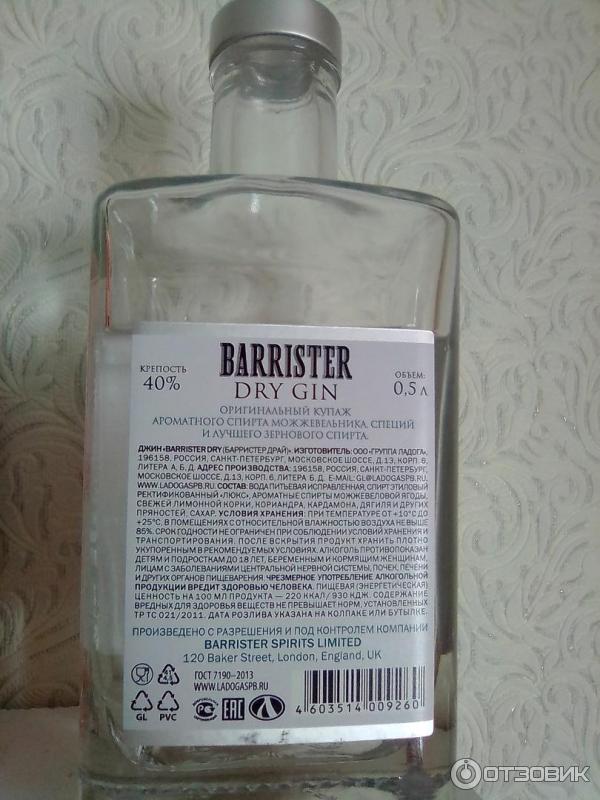 BARRISTER
DRY GIN
КРЕПОСТЬ
40%
ОБЪЕМ:
0,5 л
ОРИГИНАЛЬНЫЙ КУПАЖ
АРОМАТНОГО СПИРТА МОЖЖЕВЕЛЬНИКА, СПЕЦИЙ
И ЛУЧШЕГО ЗЕРНОВОГО СПИРТА.
ДЖИН «BARRISTER DRY (БАРРИСТЕР ДРАЙ)». ИЗГОТОВИТЕЛЬ: ООО «ГРУППА ЛАДОГА»,
196158, РОССИЯ, САНКТ-ПЕТЕРБУРГ, МОСКОВСКОЕ ШОССЕ, Д.13, КОРП. 6,
ЛИТЕРА А, Б, Д. АДРЕС ПРОИЗВОДСТВА: 196158, РОССИЯ, САНКТ-ПЕТЕРБУРГ,
МОСКОВСКОЕ ШОССЕ, Д.13, КОРП. 6, ЛИТЕРА Б, Д. E-MAIL: GL@LADOGASPB.RU,
WWW.LADOGASPB.RU. СОСТАВ: ВОДА ПИТЬЕВАЯ ИСПРАВЛЕННАЯ, СПИРТ ЭТИЛОВЫЙ
РЕКТИФИКОВАННЫЙ «ЛЮКС», АРОМАТНЫЕ СПИРТЫ МОЖЖЕВЕЛОВОЙ ЯГОДЫ,
СВЕЖЕЙ ЛИМОННОЙ КОРКИ, КОРИАНДРА, КАРДАМОНА, ДЯГИЛЯ И ДРУГИХ
ПРЯНОСТЕЙ, САХАР. УСЛОВИЯ ХРАНЕНИЯ: ПРИ ТЕМПЕРАТУРЕ ОТ +10°С ДО
+25°С, В ПОМЕЩЕНИЯХ С ОТНОСИТЕЛЬНОЙ ВЛАЖНОСТЬЮ ВОЗДУХА НЕ ВЫШЕ
85%. СРОК ГОДНОСТИ НЕ ОГРАНИЧЕН ПРИ СОБЛЮДЕНИИ УСЛОВИЙ ХРАНЕНИЯ И
ТРАНСПОРТИРОВАНИЯ. ПОСЛЕ ВСКРЫТИЯ ПРОДУКТ ХРАНИТЬ ПЛОТНО
УКУПОРЕННЫМ В РЕКОМЕНДУЕМЫХ УСЛОВИЯХ. АЛКОГОЛЬ ПРОТИВОПОКАЗАН
ДЕТЯМ И ПОДРОСТКАМ ДО 18 ЛЕТ, БЕРЕМЕННЫМ И КОРМЯЩИМ ЖЕНЩИНАМ,
ЛИЦАМ С ЗАБОЛЕВАНИЯМИ ЦЕНТРАЛЬНОЙ НЕРВНОЙ СИСТЕМЫ, ПОЧЕК, ПЕЧЕНИ
И ДРУГИХ ОРГАНОВ ПИЩЕВАРЕНИЯ. ЧРЕЗМЕРНОЕ УПОТРЕБЛЕНИЕ АЛКОГОЛЬНОЙ
ПРОДУКЦИИ ВРЕДИТ ЗДОРОВЬЮ ЧЕЛОВЕКА. ПИЩЕВАЯ (ЭНЕРГЕТИЧЕСКАЯ)
ЦЕННОСТЬ НА 100 МЛ ПРОДУКТА — 220 ККАЛ/ 930 КДЖ. СОДЕРЖАНИЕ
ВРЕДНЫХ ДЛЯ ЗДОРОВЬЯ ВЕЩЕСТВ НЕ ПРЕВЫШАЕТ НОРМ, УСТАНОВЛЕННЫХ
ТР ТС 021/2011. ДАТА РОЗЛИВА УКАЗАНА НА КОЛПАКЕ ИЛИ БУТЫЛКЕ.
ПРОИЗВЕДЕНО С РАЗРЕШЕНИЯ И ПОД КОНТРОЛЕМ КОМПАНИИ
BARRISTER SPIRITS LIMITED
120 Baker Street, London, England, UK
ГОСТ 7190–2013
WWW.LADOGASPB.RU
GL
PVC
EAC
4 603514 009260
ОТЗОВИК